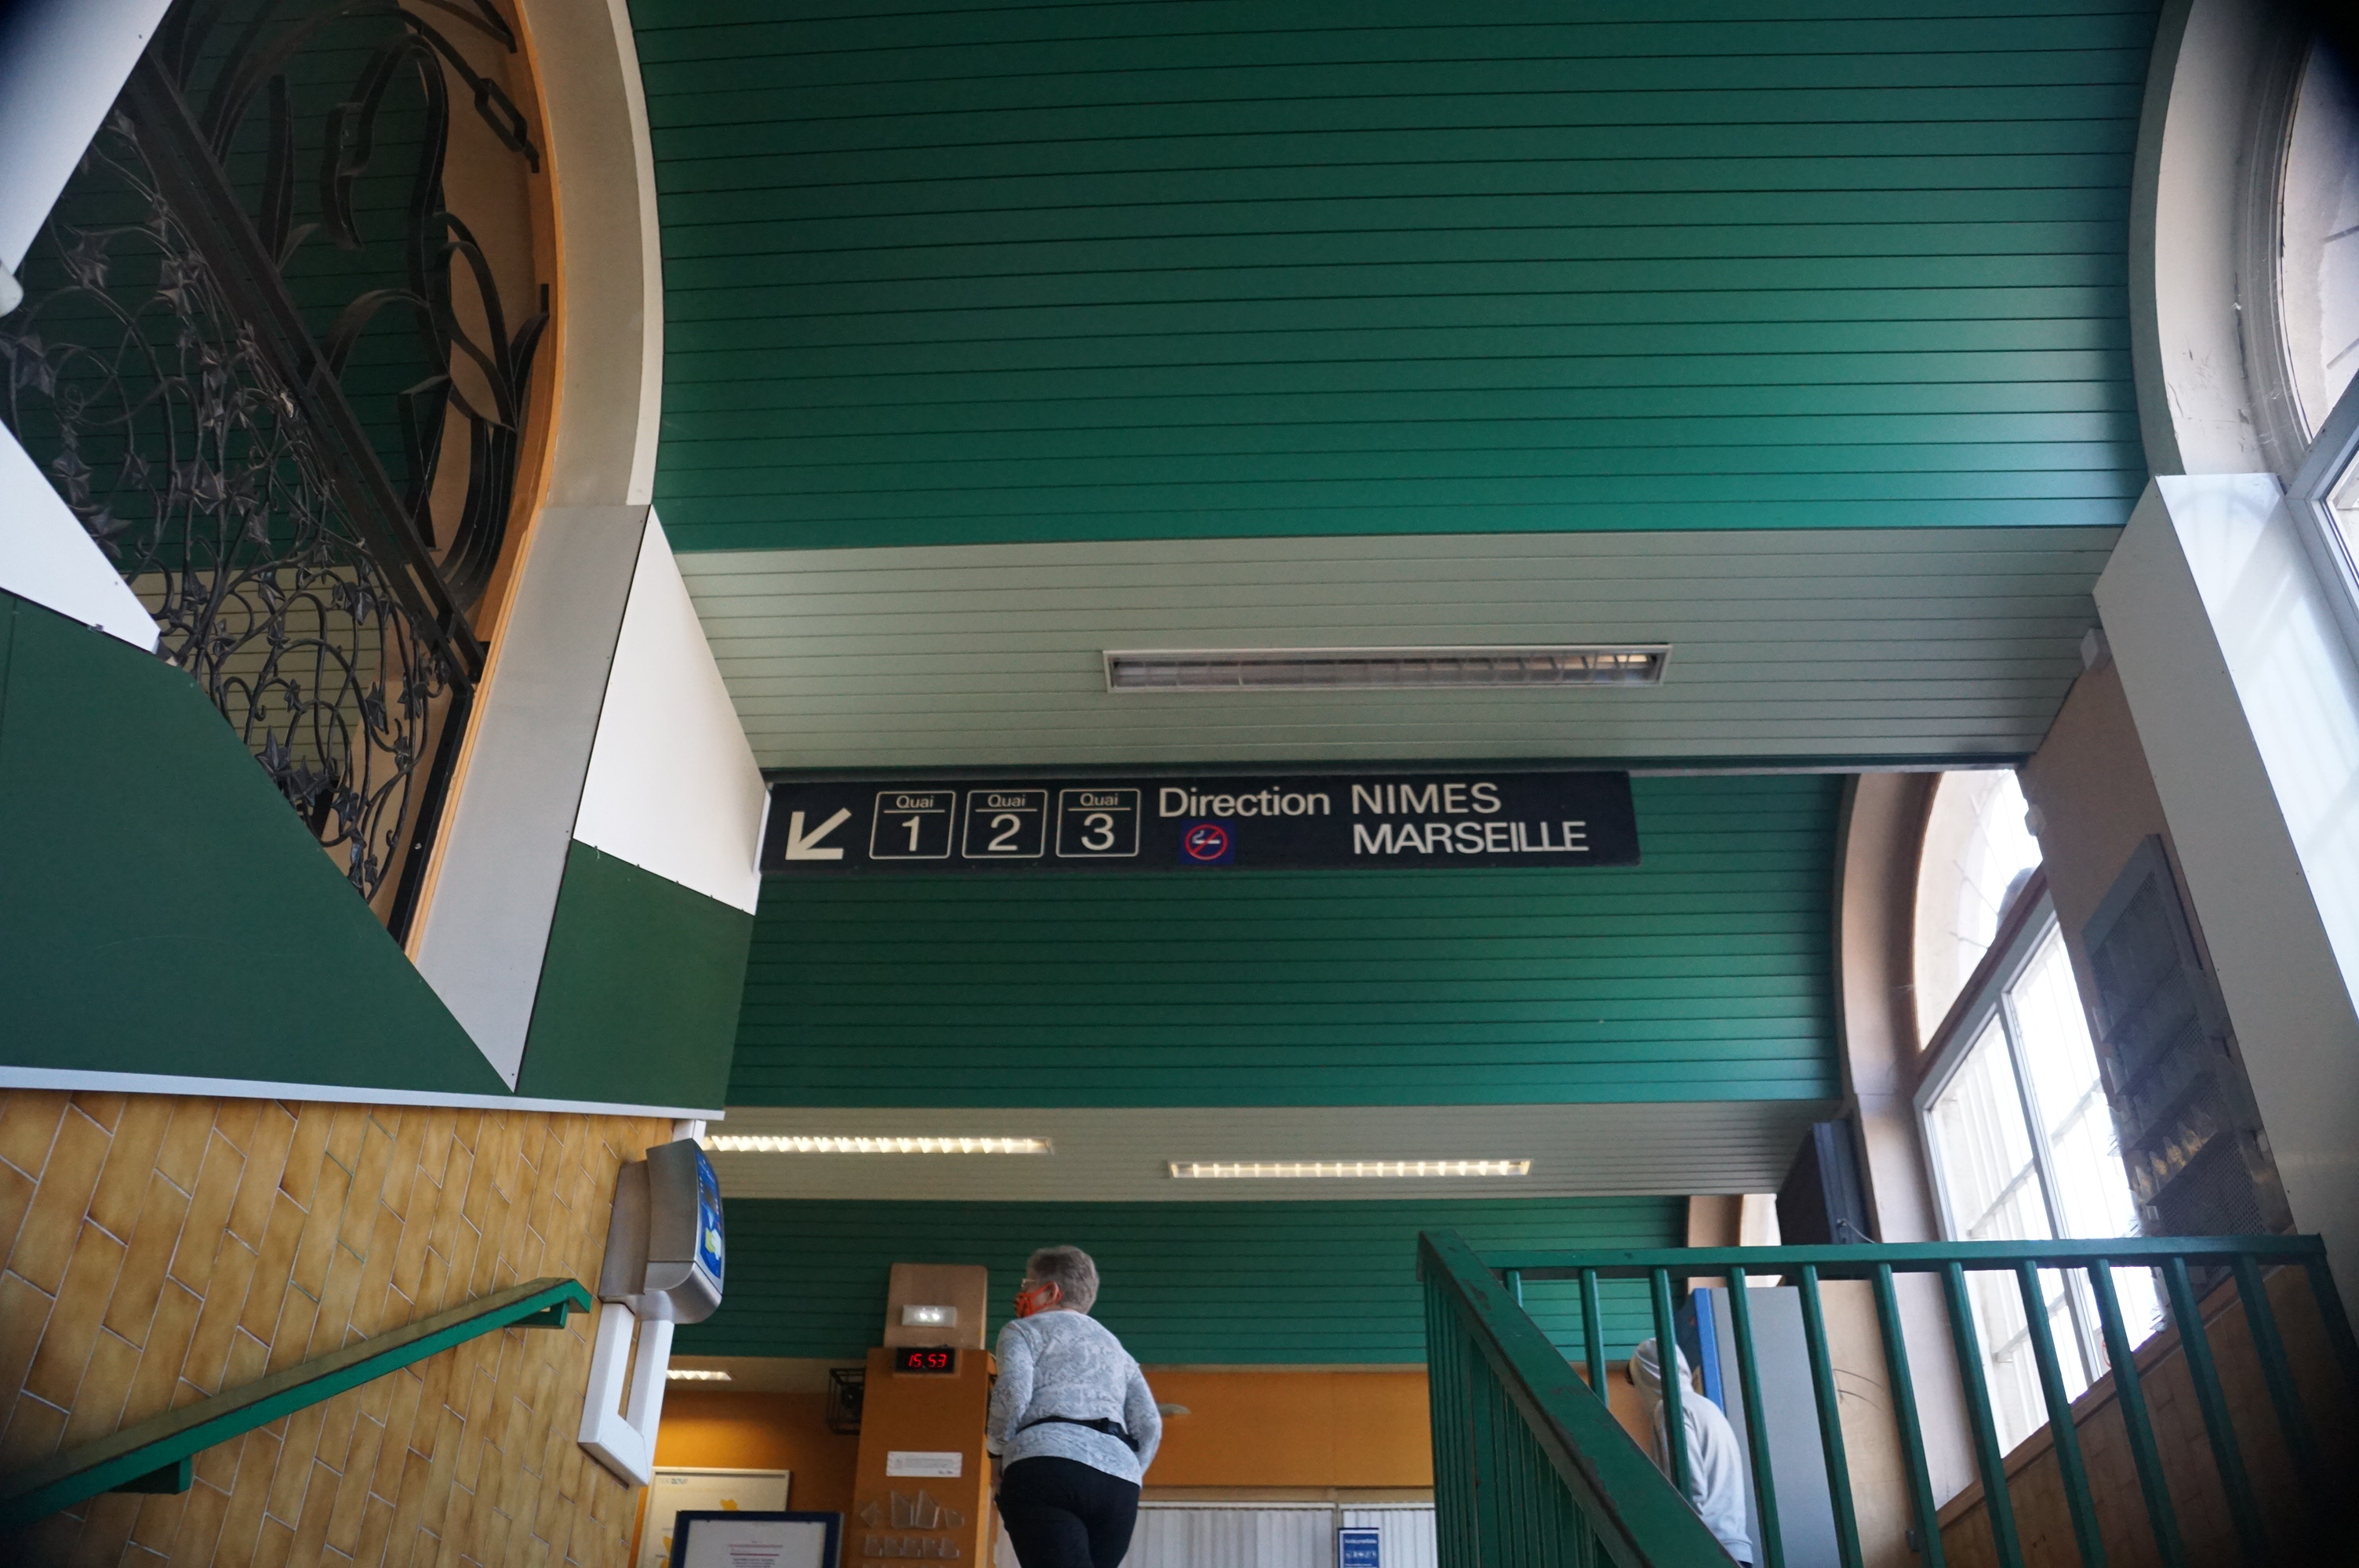 Quai 1 Quai 2 Quai 3 Direction NIMES
MARSEILLE
15.53